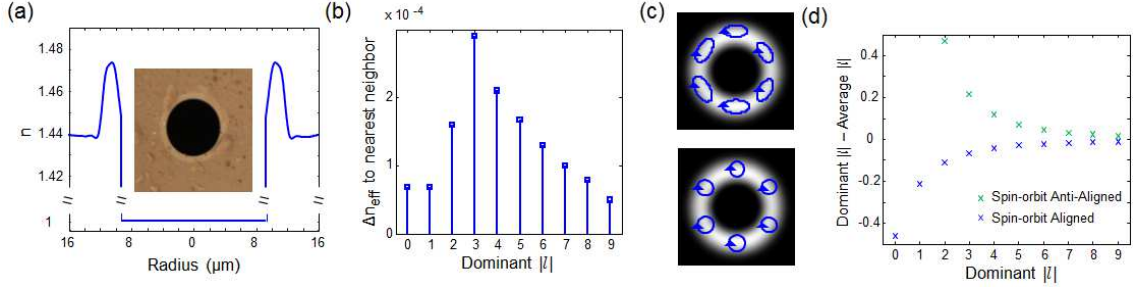 (a)
n
1.48
1.46
1.44
1.42
1
16 8 0 8 16
Radius (µm)
(b)
x 10⁻⁴
Δn_eff to nearest neighbor
2
0
0 1 2 3 4 5 6 7 8 9
Dominant |l|
(c)
(d)
Dominant |l| – Average |l|
0.4
0.2
0
-0.2
-0.4
Spin-orbit Anti-Aligned
Spin-orbit Aligned
0 1 2 3 4 5 6 7 8 9
Dominant |l|